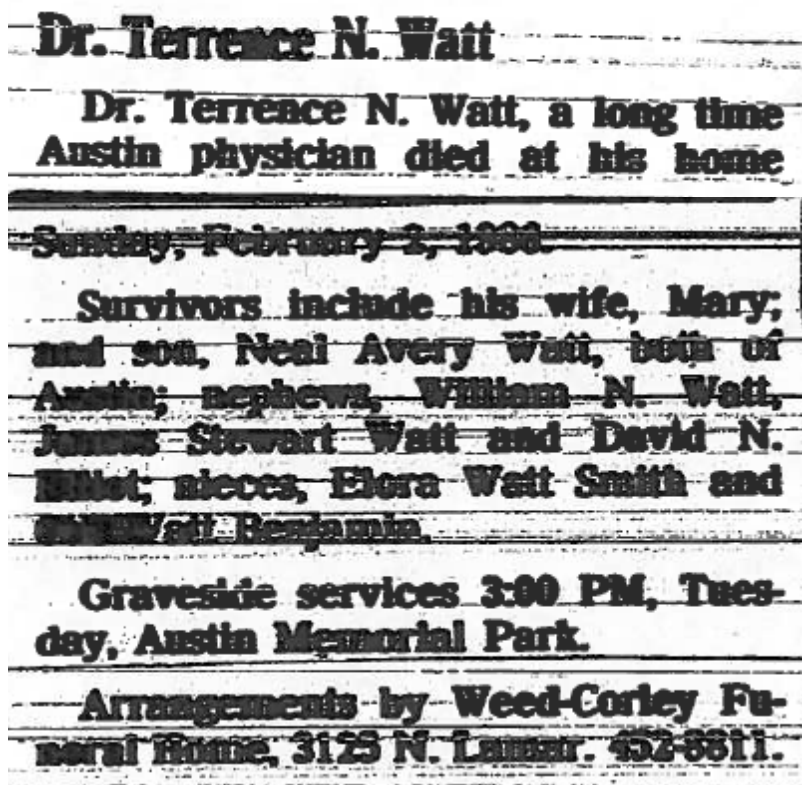 Dr. Terrence N. Watt
Dr. Terrence N. Watt, a long time
Austin physician died at his home
Sunday, February 2, 1986.
Survivors include his wife, Mary;
and son, Neal Avery Watt, both of
Austin; nephews, William N. Watt,
James Stewart Watt and David N.
Elliot; nieces, Elora Watt Smith and
Watt Benjamin.
Graveside services 3:00 PM, Tues-
day, Austin Memorial Park.
Arrangements by Weed-Corley Fu-
neral Home, 3125 N. Lamar. 452-8811.